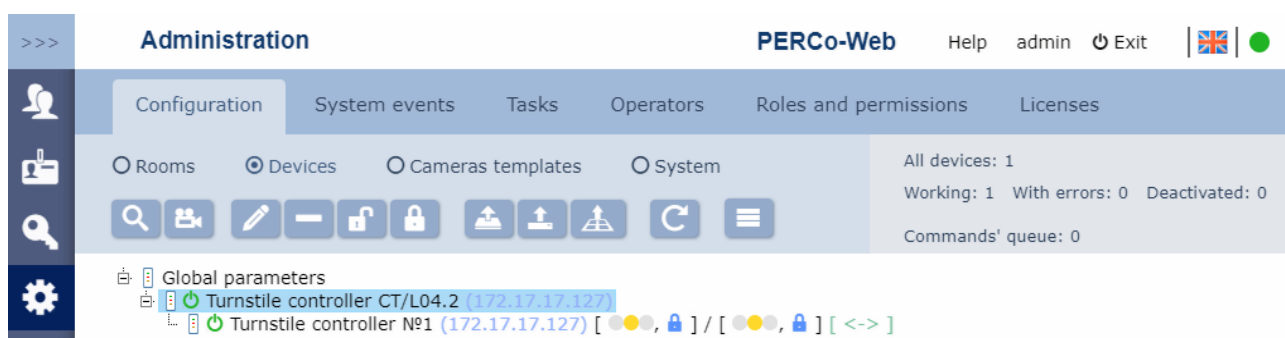 >>> Administration PERCo-Web Help admin Exit
Configuration System events Tasks Operators Roles and permissions Licenses
Rooms Devices Cameras templates System All devices: 1
Working: 1 With errors: 0 Deactivated: 0
Commands' queue: 0
Global parameters
Turnstile controller CT/L04.2 (172.17.17.127)
Turnstile controller №1 (172.17.17.127) [ , ] / [ , ] [ <-> ]